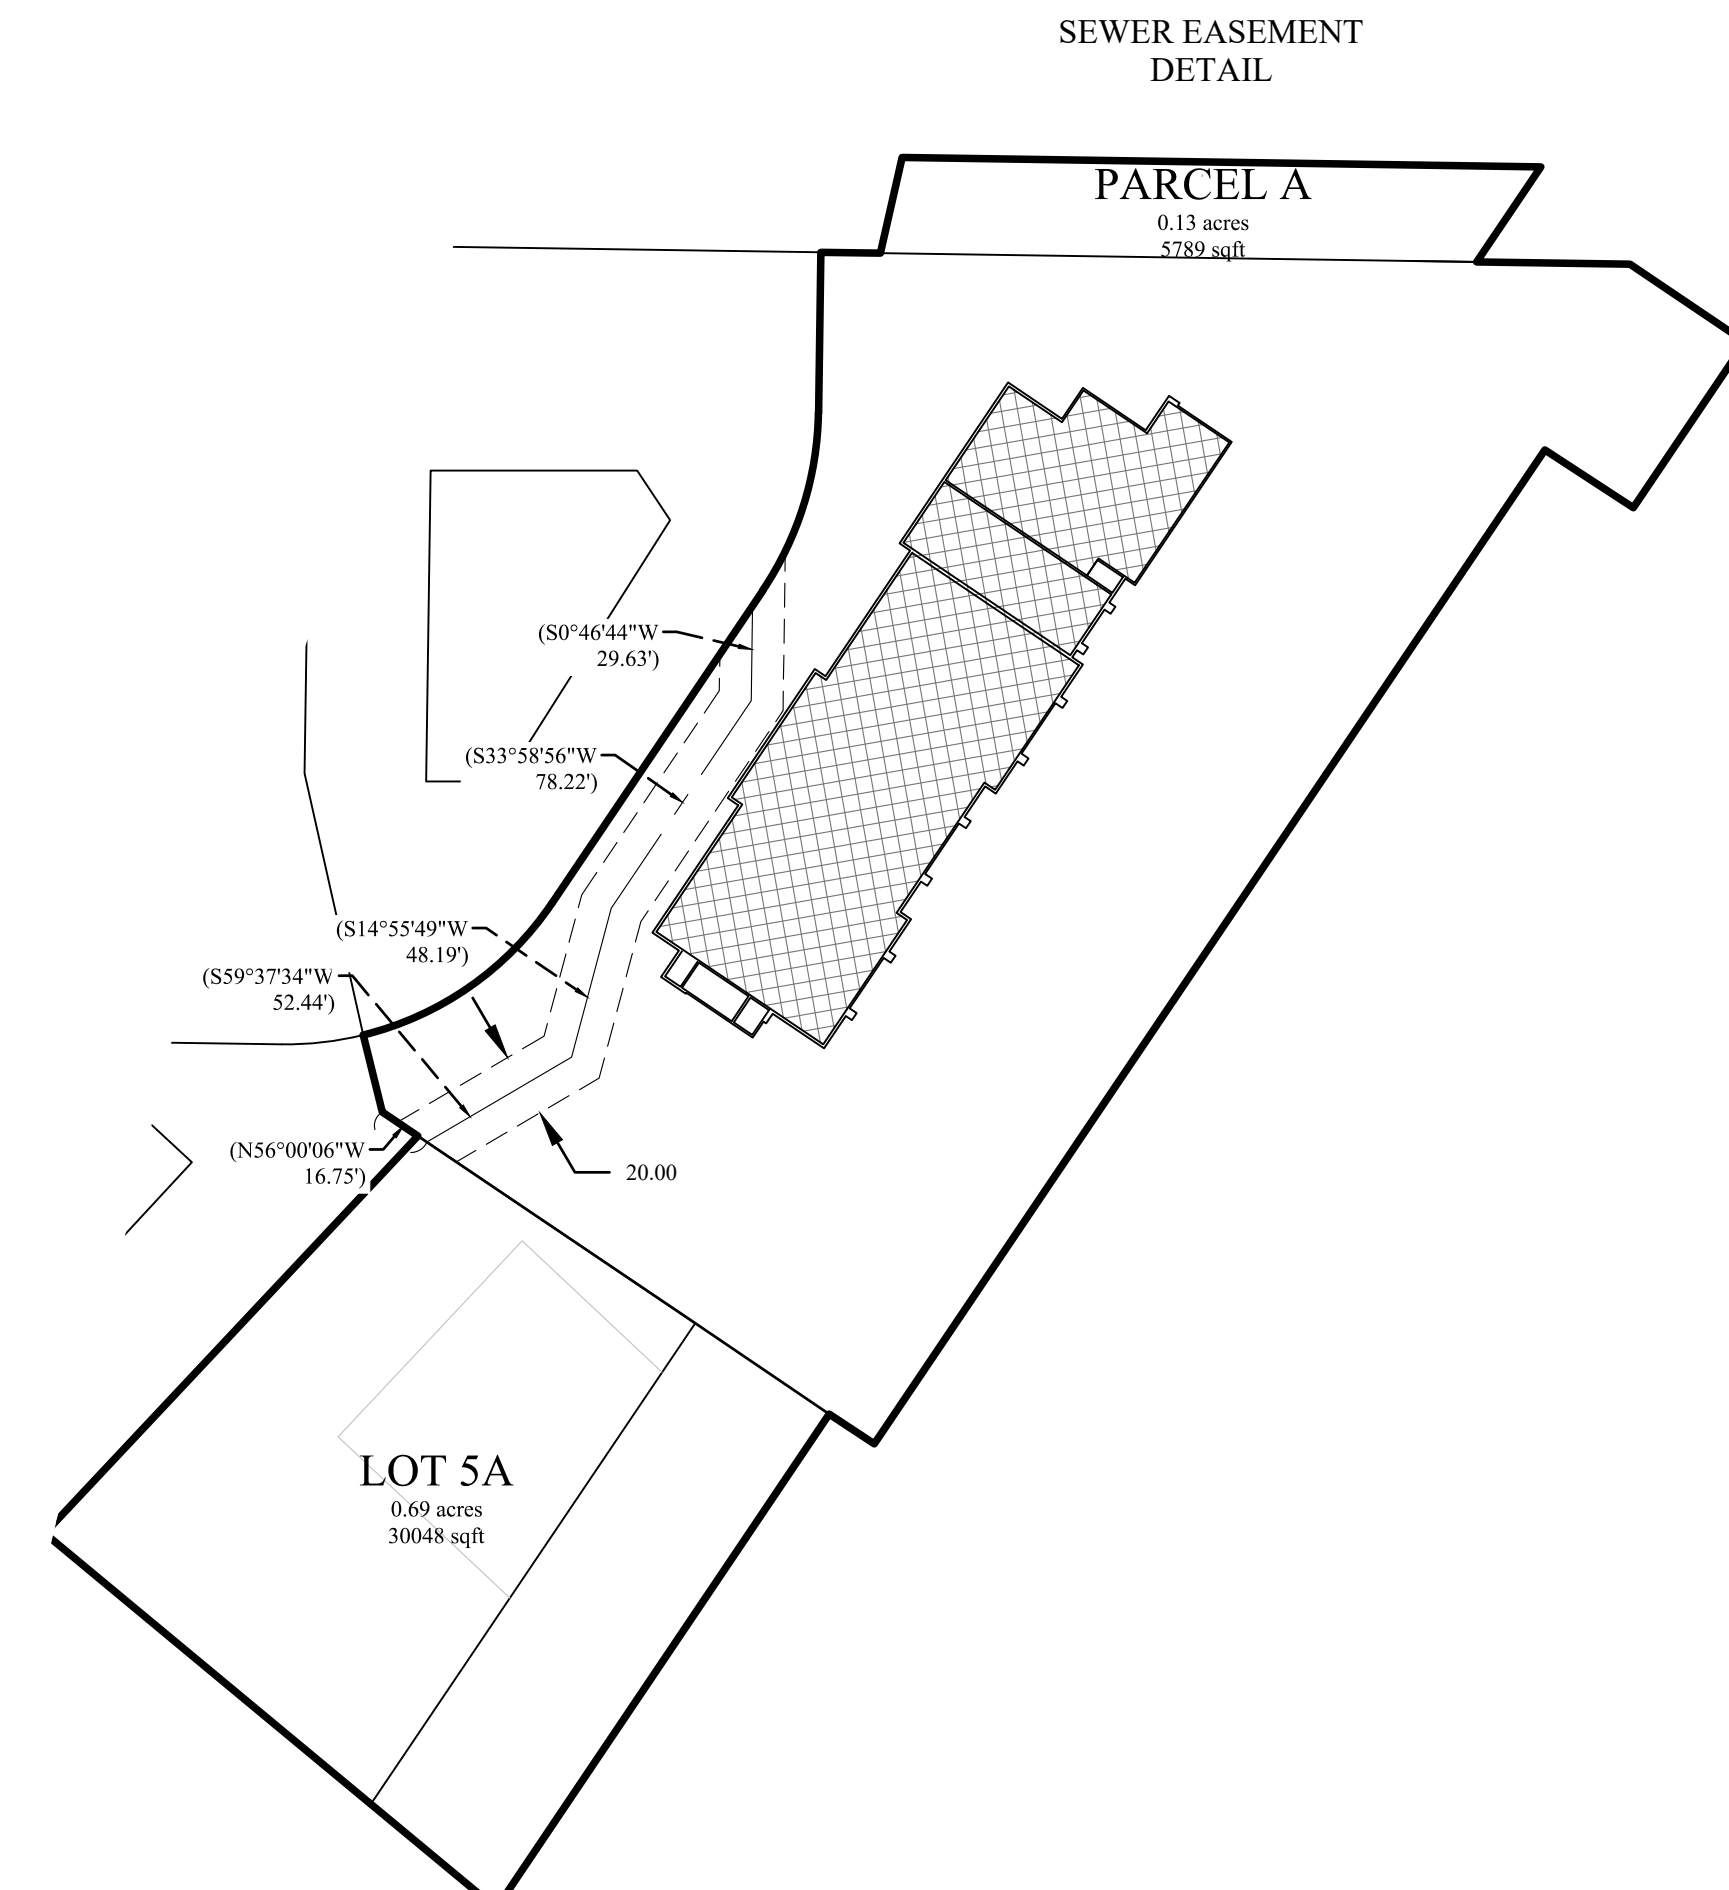 SEWER EASEMENT
DETAIL
PARCEL A
0.13 acres
5789 sqft
(S0°46'44"W
29.63')
(S33°58'56"W
78.22')
(S14°55'49"W
48.19')
(S59°37'34"W
52.44')
(N56°00'06"W
16.75')
20.00
LOT 5A
0.69 acres
30048 sqft